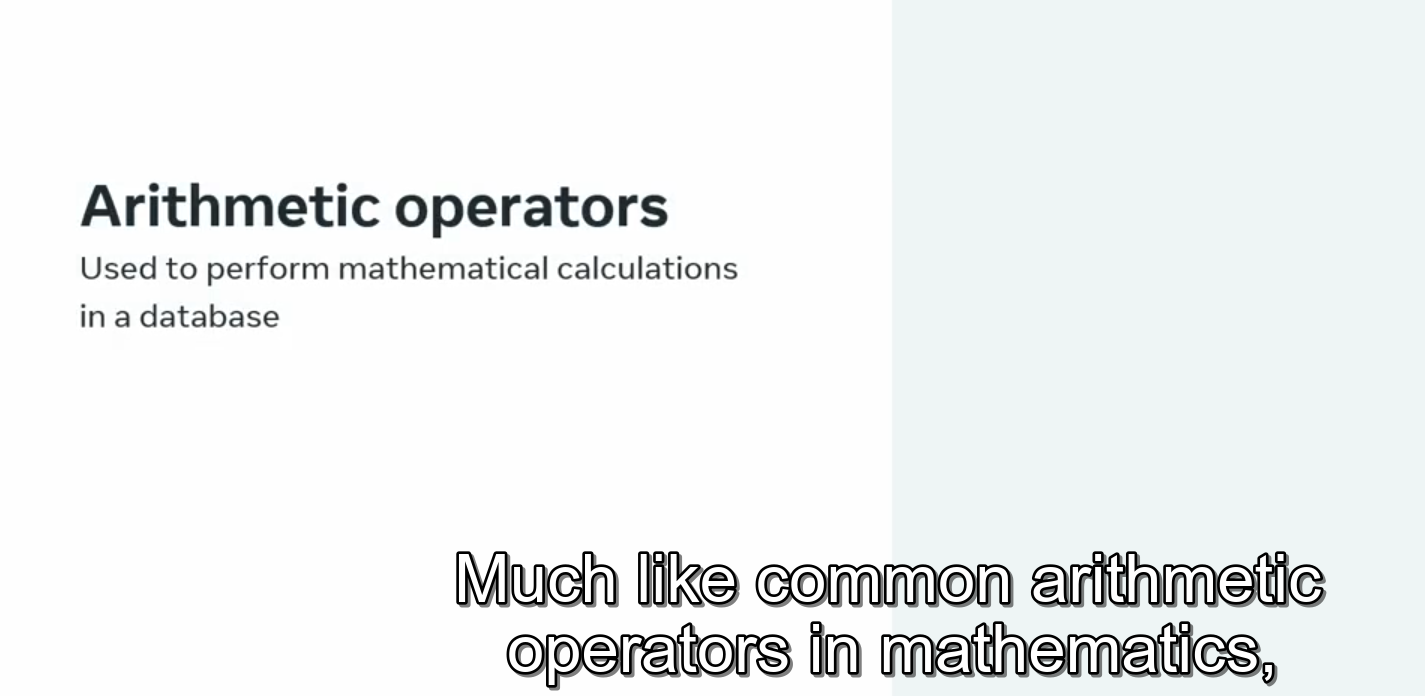 Arithmetic operators
Used to perform mathematical calculations
in a database
Much like common arithmetic
operators in mathematics,